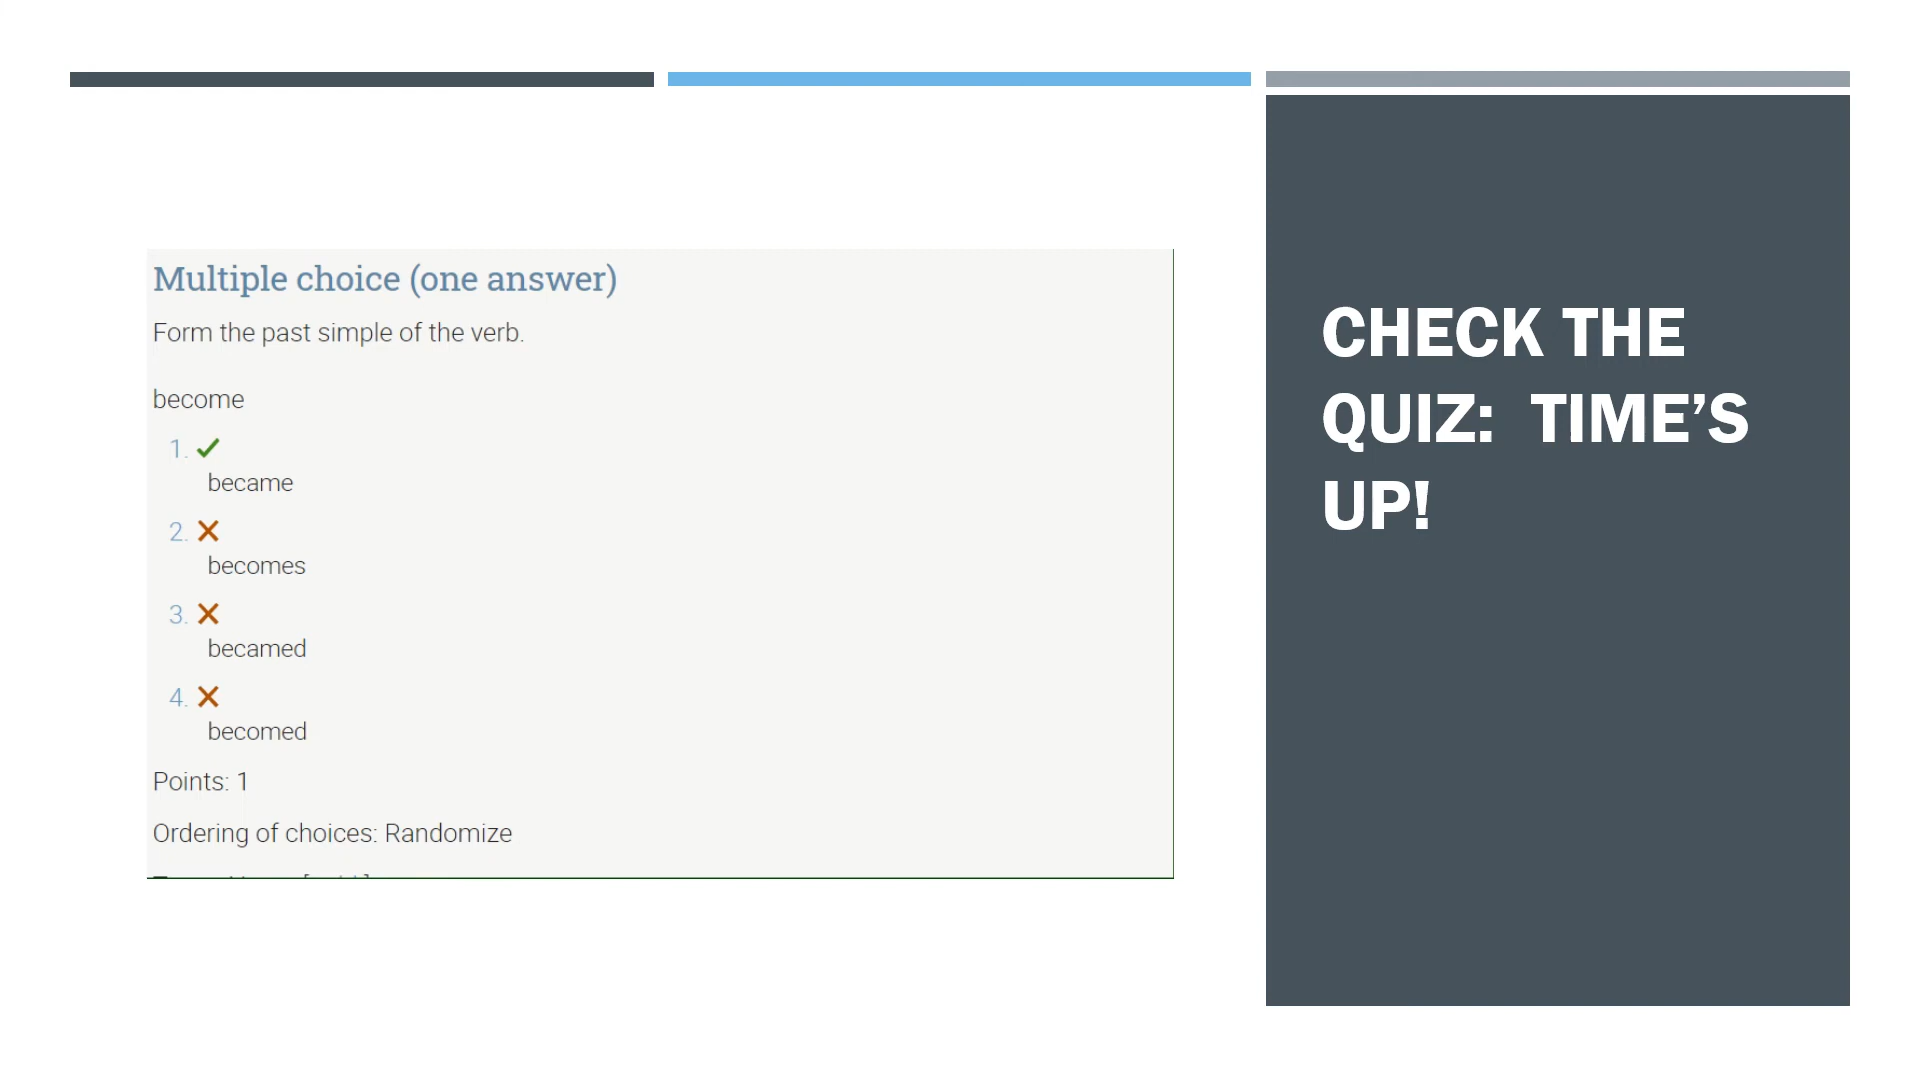 Multiple choice (one answer)
Form the past simple of the verb.
become
1.
became
2.
becomes
3.
becamed
4.
becomed
Points: 1
Ordering of choices: Randomize
CHECK THE
QUIZ: TIME’S
UP!